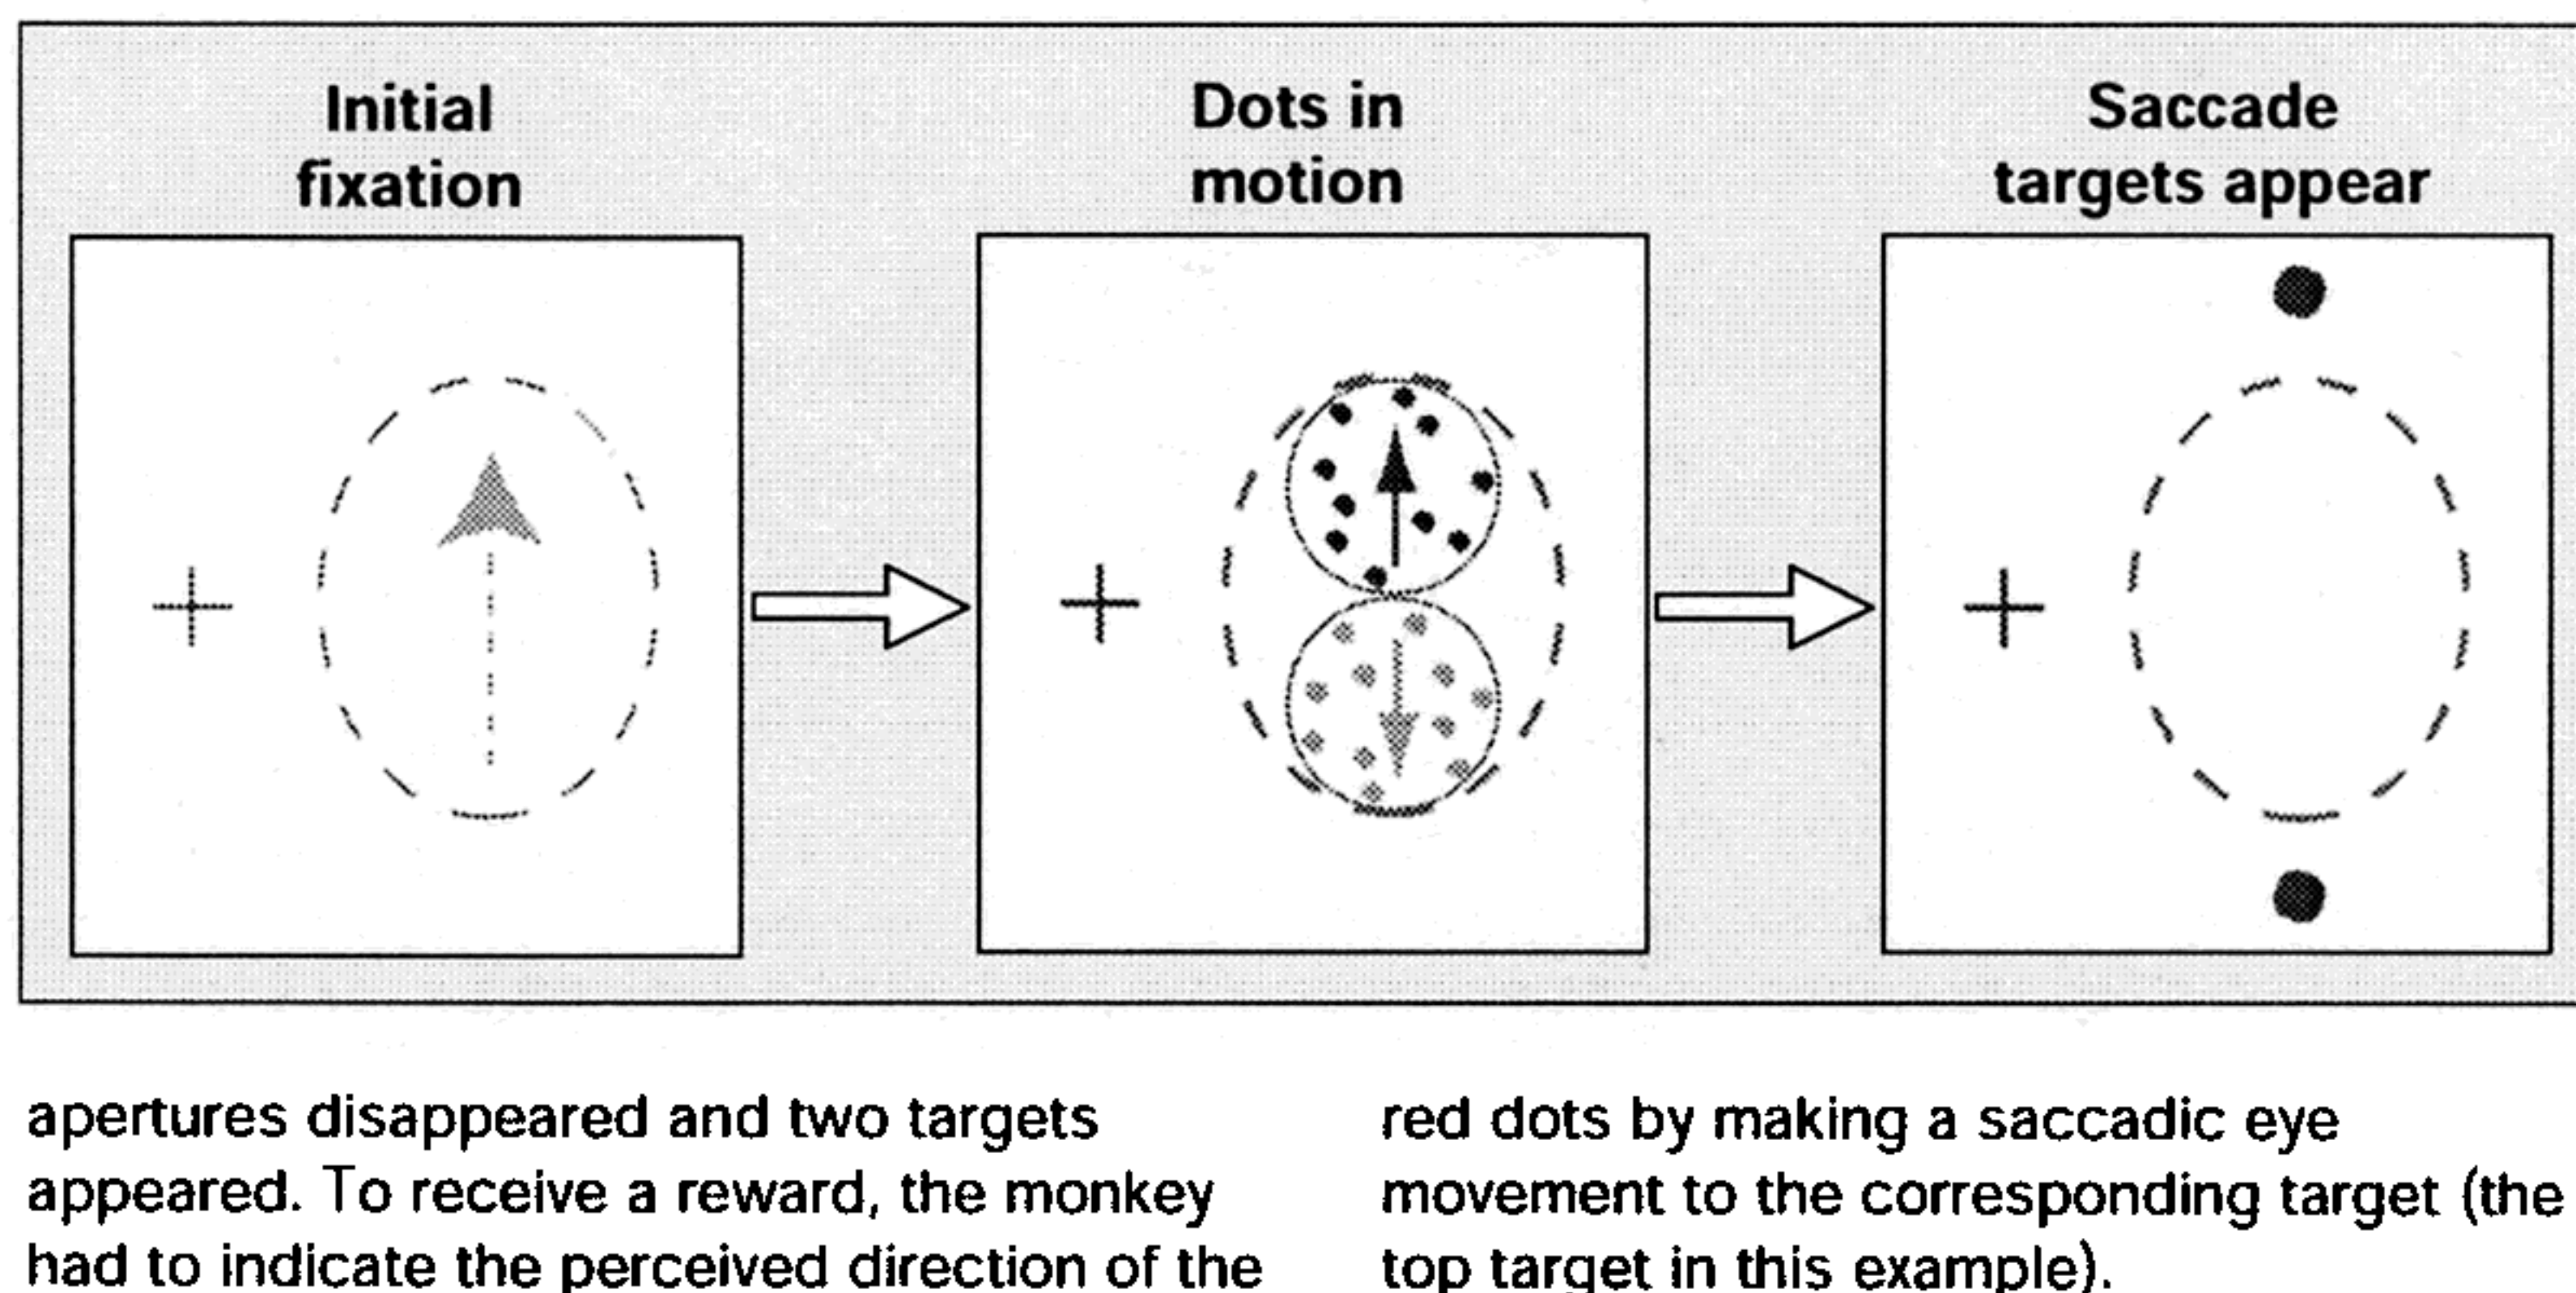 Initial
fixation
Dots in
motion
Saccade
targets appear
apertures disappeared and two targets
appeared. To receive a reward, the monkey
had to indicate the perceived direction of the
red dots by making a saccadic eye
movement to the corresponding target (the
top target in this example).